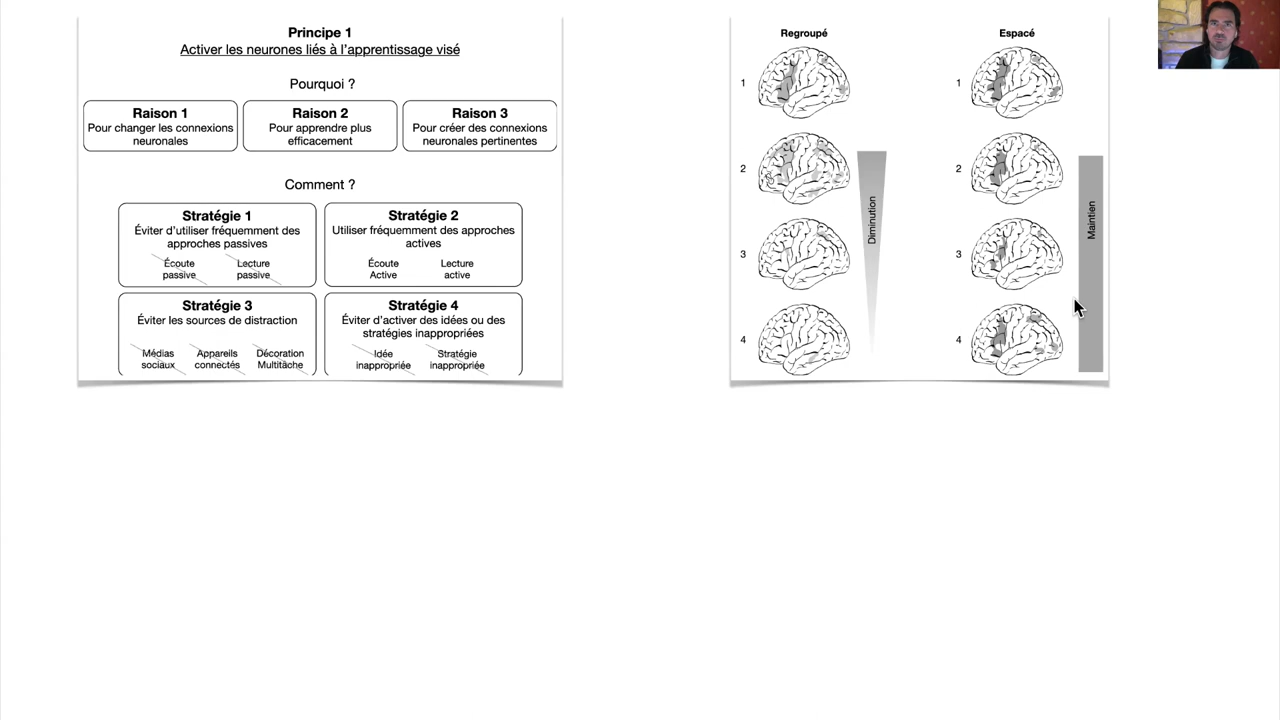 Principe 1
Activer les neurones liés à l'apprentissage visé
Pourquoi ?
Raison 1
Pour changer les connexions
neuronales
Raison 2
Pour apprendre plus
efficacement
Raison 3
Pour créer des connexions
neuronales pertinentes
Comment ?
Stratégie 1
Éviter d'utiliser fréquemment des
approches passives
Écoute
passive
Lecture
passive
Stratégie 2
Utiliser fréquemment des approches
actives
Écoute
Active
Lecture
active
Stratégie 3
Éviter les sources de distraction
Médias
sociaux
Appareils
connectés
Décoration
Multitâche
Stratégie 4
Éviter d'activer des idées ou des
stratégies inappropriées
Idée
inappropriée
Stratégie
inappropriée
Regroupé
1
2
3
4
Diminution
Espacé
1
2
3
4
Maintien